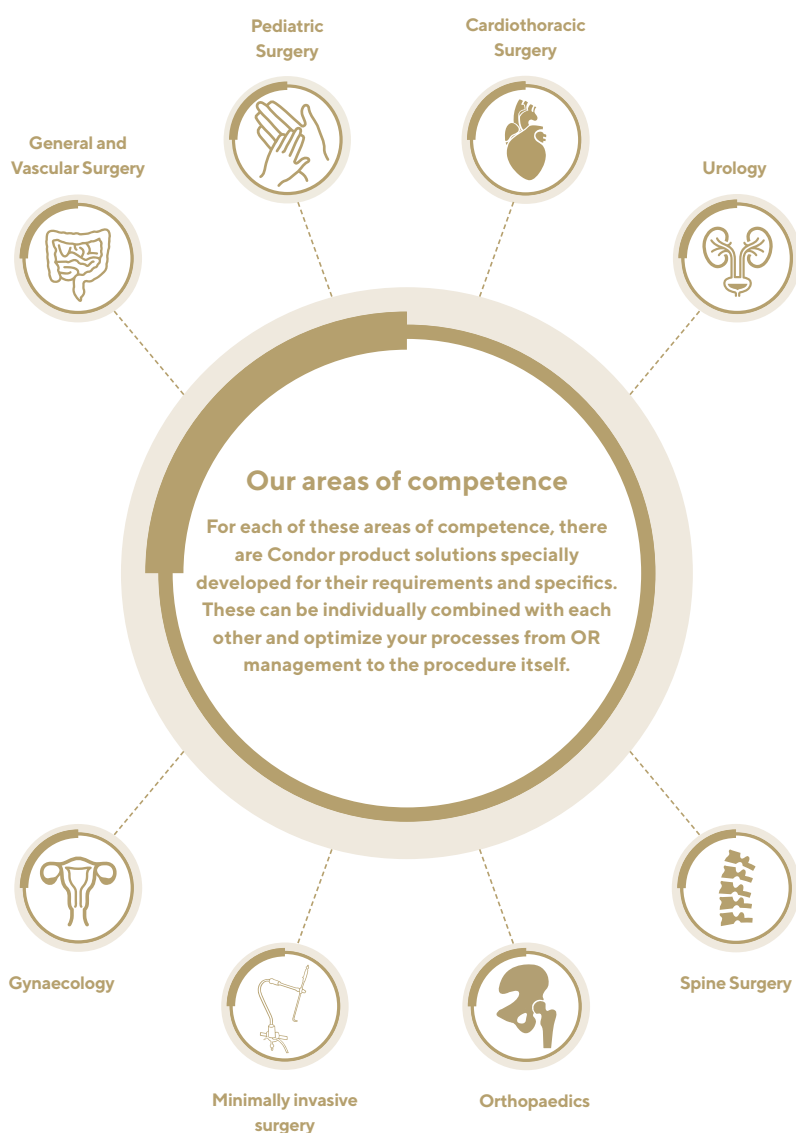 Pediatric
Surgery
Cardiothoracic
Surgery
General and
Vascular Surgery
Urology
Our areas of competence
For each of these areas of competence, there
are Condor product solutions specially
developed for their requirements and specifics.
These can be individually combined with each
other and optimize your processes from OR
management to the procedure itself.
Gynaecology
Spine Surgery
Minimally invasive
surgery
Orthopaedics